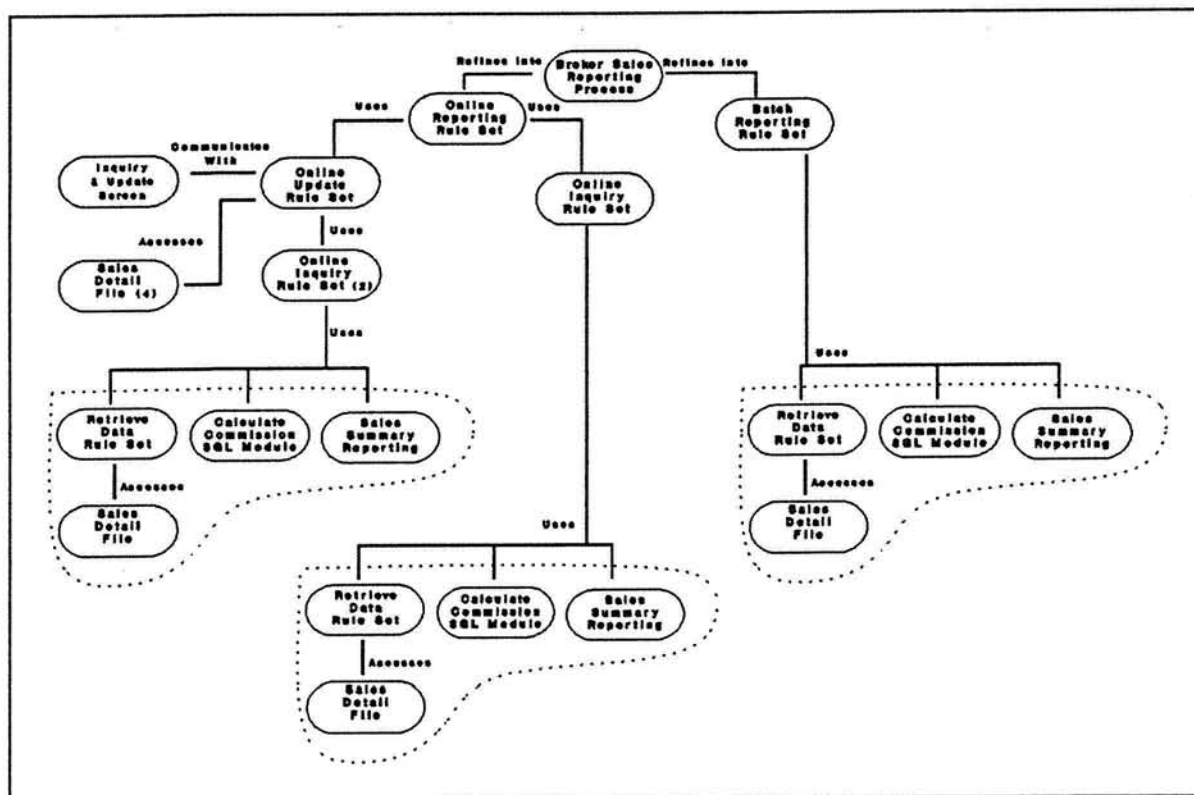 Refines Into
Broker Sales
Reporting
Process
Refines Into
Uses
Online
Reporting
Rule Set
Uses
Batch
Reporting
Rule Set
Communicates
With
Inquiry
& Update
Screen
Online
Update
Rule Set
Online
Inquiry
Rule Set
Accesses
Uses
Sales
Detail
File (4)
Online
Inquiry
Rule Set (2)
Uses
Uses
Retrieve
Data
Rule Set
Calculate
Commission
SQL Module
Sales
Summary
Reporting
Retrieve
Data
Rule Set
Calculate
Commission
SQL Module
Sales
Summary
Reporting
Accesses
Accesses
Sales
Detail
File
Sales
Detail
File
Uses
Retrieve
Data
Rule Set
Calculate
Commission
SQL Module
Sales
Summary
Reporting
Accesses
Sales
Detail
File